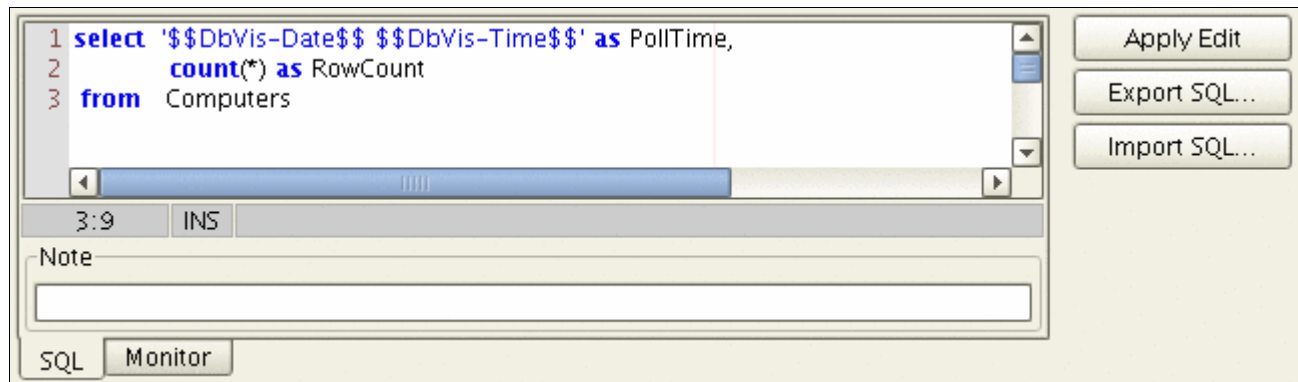 1 select '$$DbVis-Date$$ $$DbVis-Time$$' as PollTime,
2 count(*) as RowCount
3 from Computers
3:9 INS
Note
SQL Monitor
Apply Edit
Export SQL...
Import SQL...